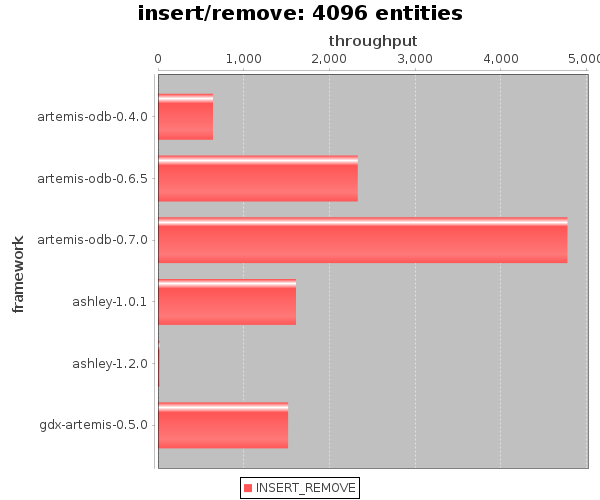 insert/remove: 4096 entities
throughput
0 1,000 2,000 3,000 4,000 5,000
framework
artemis-odb-0.4.0
artemis-odb-0.6.5
artemis-odb-0.7.0
ashley-1.0.1
ashley-1.2.0
gdx-artemis-0.5.0
INSERT_REMOVE